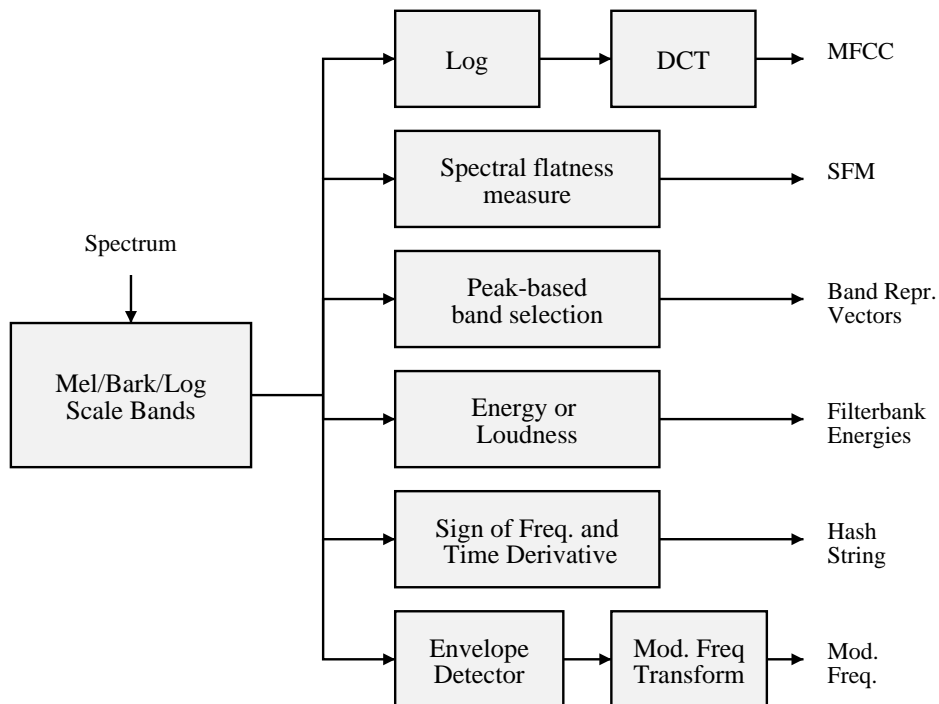 Log
DCT
MFCC
Spectral flatness
measure
SFM
Spectrum
Peak-based
band selection
Band Repr.
Vectors
Mel/Bark/Log
Scale Bands
Energy or
Loudness
Filterbank
Energies
Sign of Freq. and
Time Derivative
Hash
String
Envelope
Detector
Mod. Freq
Transform
Mod.
Freq.